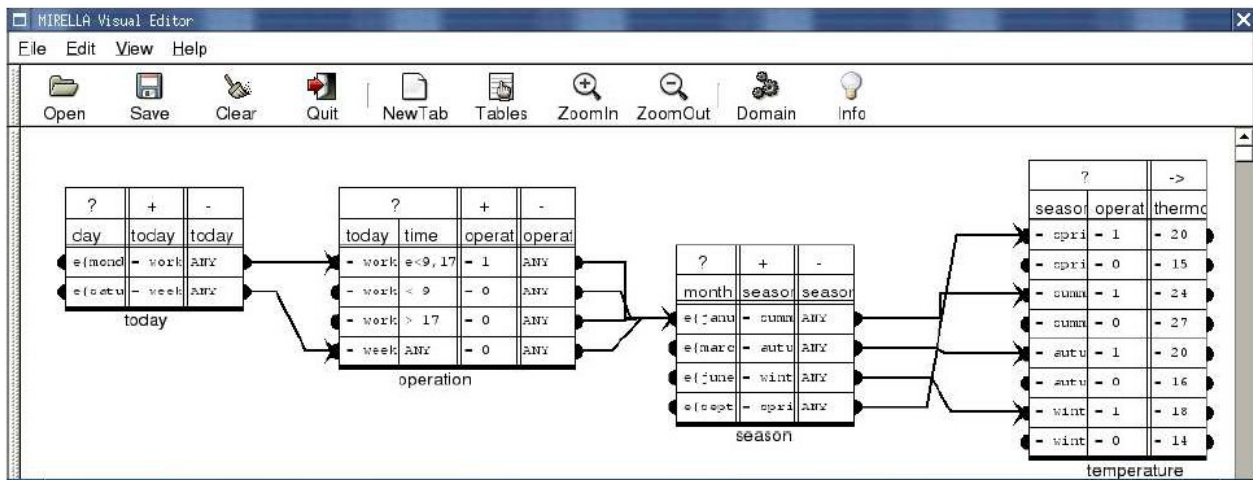 MIRELLA Visual Editor
File Edit View Help
Open Save Clear Quit NewTab Tables ZoomIn ZoomOut Domain Info
? + -
day today today
e{mond = work ANY
e{satu = week ANY
today
? + -
today time operat operat
= work e<9,17 = 1 ANY
= work < 9 = 0 ANY
= work > 17 = 0 ANY
= week ANY = 0 ANY
operation
? + -
month season season
e{janu = summ ANY
e{marc = autu ANY
e{june = wint ANY
e{sept = spri ANY
season
? ->
season operat thermo
= spri = 1 = 20
= spri = 0 = 15
= summ = 1 = 24
= summ = 0 = 27
= autu = 1 = 20
= autu = 0 = 16
= wint = 1 = 18
= wint = 0 = 14
temperature